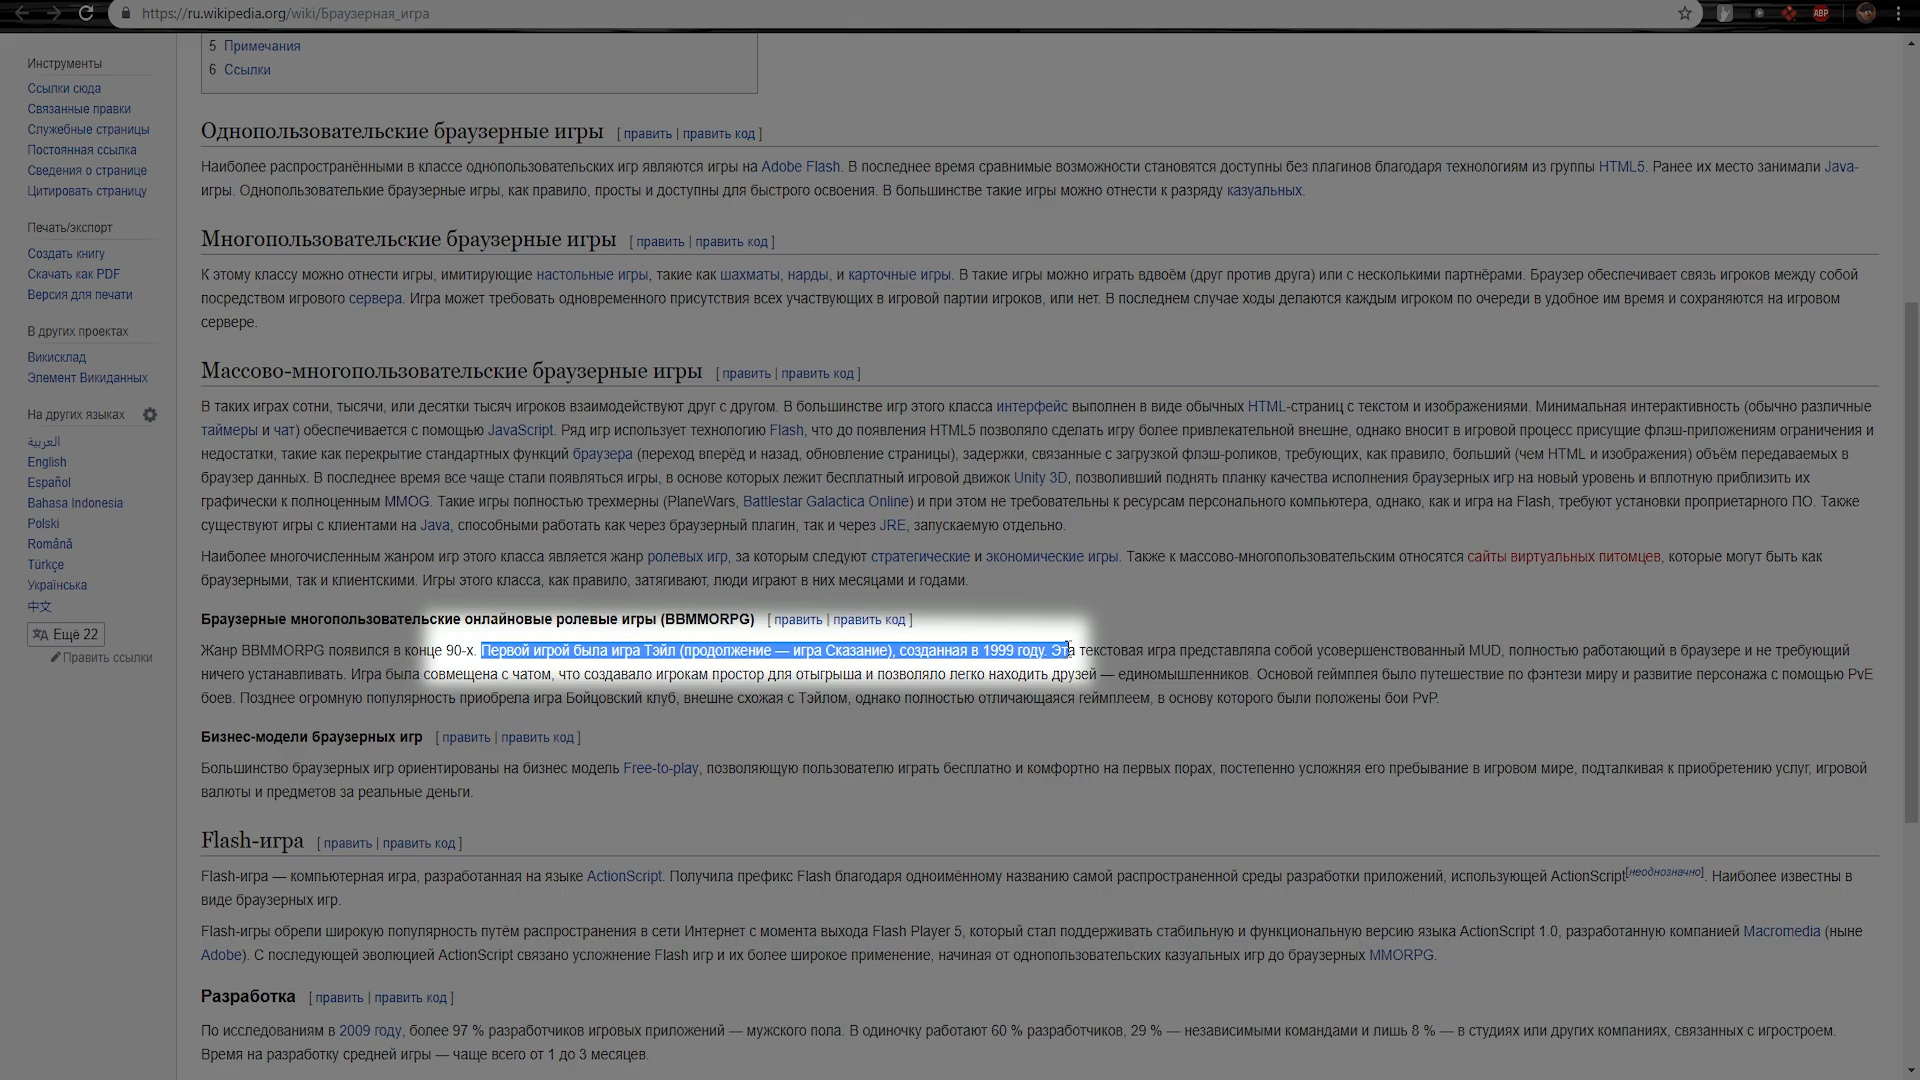 https://ru.wikipedia.org/wiki/Браузерная_игра
ABP
Инструменты
Ссылки сюда
Связанные правки
Служебные страницы
Постоянная ссылка
Сведения о странице
Цитировать страницу
Печать/экспорт
Создать книгу
Скачать как PDF
Версия для печати
В других проектах
Викисклад
Элемент Викиданных
На других языках
العربية
English
Español
Bahasa Indonesia
Polski
Română
Türkçe
Українська
中文
Ещё 22
Править ссылки
5 Примечания
6 Ссылки
Однопользовательские браузерные игры [ править | править код ]
Наиболее распространёнными в классе однопользовательских игр являются игры на Adobe Flash. В последнее время сравнимые возможности становятся доступны без плагинов благодаря технологиям из группы HTML5. Ранее их место занимали Java-
игры. Однопользователькие браузерные игры, как правило, просты и доступны для быстрого освоения. В большинстве такие игры можно отнести к разряду казуальных.
Многопользовательские браузерные игры [ править | править код ]
К этому классу можно отнести игры, имитирующие настольные игры, такие как шахматы, нарды, и карточные игры. В такие игры можно играть вдвоём (друг против друга) или с несколькими партнёрами. Браузер обеспечивает связь игроков между собой
посредством игрового сервера. Игра может требовать одновременного присутствия всех участвующих в игровой партии игроков, или нет. В последнем случае ходы делаются каждым игроком по очереди в удобное им время и сохраняются на игровом
сервере.
Массово-многопользовательские браузерные игры [ править | править код ]
В таких играх сотни, тысячи, или десятки тысяч игроков взаимодействуют друг с другом. В большинстве игр этого класса интерфейс выполнен в виде обычных HTML-страниц с текстом и изображениями. Минимальная интерактивность (обычно различные
таймеры и чат) обеспечивается с помощью JavaScript. Ряд игр использует технологию Flash, что до появления HTML5 позволяло сделать игру более привлекательной внешне, однако вносит в игровой процесс присущие флэш-приложениям ограничения и
недостатки, такие как перекрытие стандартных функций браузера (переход вперёд и назад, обновление страницы), задержки, связанные с загрузкой флэш-роликов, требующих, как правило, больший (чем HTML и изображения) объём передаваемых в
браузер данных. В последнее время все чаще стали появляться игры, в основе которых лежит бесплатный игровой движок Unity 3D, позволивший поднять планку качества исполнения браузерных игр на новый уровень и вплотную приблизить их
графически к полноценным MMOG. Такие игры полностью трехмерны (PlaneWars, Battlestar Galactica Online) и при этом не требовательны к ресурсам персонального компьютера, однако, как и игра на Flash, требуют установки проприетарного ПО. Также
существуют игры с клиентами на Java, способными работать как через браузерный плагин, так и через JRE, запускаемую отдельно.
Наиболее многочисленным жанром игр этого класса является жанр ролевых игр, за которым следуют стратегические и экономические игры. Также к массово-многопользовательским относятся сайты виртуальных питомцев, которые могут быть как
браузерными, так и клиентскими. Игры этого класса, как правило, затягивают, люди играют в них месяцами и годами.
Браузерные многопользовательские онлайновые ролевые игры (BBMMORPG) [ править | править код ]
Жанр BBMMORPG появился в конце 90-х. Первой игрой была игра Тэйл (продолжение — игра Сказание), созданная в 1999 году. Эта текстовая игра представляла собой усовершенствованный MUD, полностью работающий в браузере и не требующий
ничего устанавливать. Игра была совмещена с чатом, что создавало игрокам простор для отыгрыша и позволяло легко находить друзей — единомышленников. Основой геймплея было путешествие по фэнтези миру и развитие персонажа с помощью PvE
боев. Позднее огромную популярность приобрела игра Бойцовский клуб, внешне схожая с Тэйлом, однако полностью отличающаяся геймплеем, в основу которого были положены бои PvP.
Бизнес-модели браузерных игр [ править | править код ]
Большинство браузерных игр ориентированы на бизнес модель Free-to-play, позволяющую пользователю играть бесплатно и комфортно на первых порах, постепенно усложняя его пребывание в игровом мире, подталкивая к приобретению услуг, игровой
валюты и предметов за реальные деньги.
Flash-игра [ править | править код ]
Flash-игра — компьютерная игра, разработанная на языке ActionScript. Получила префикс Flash благодаря одноимённому названию самой распространенной среды разработки приложений, использующей ActionScript[неоднозначно]. Наиболее известны в
виде браузерных игр.
Flash-игры обрели широкую популярность путём распространения в сети Интернет с момента выхода Flash Player 5, который стал поддерживать стабильную и функциональную версию языка ActionScript 1.0, разработанную компанией Macromedia (ныне
Adobe). С последующей эволюцией ActionScript связано усложнение Flash игр и их более широкое применение, начиная от однопользовательских казуальных игр до браузерных MMORPG.
Разработка [ править | править код ]
По исследованиям в 2009 году, более 97 % разработчиков игровых приложений — мужского пола. В одиночку работают 60 % разработчиков, 29 % — независимыми командами и лишь 8 % — в студиях или других компаниях, связанных с игростроем.
Время на разработку средней игры — чаще всего от 1 до 3 месяцев.